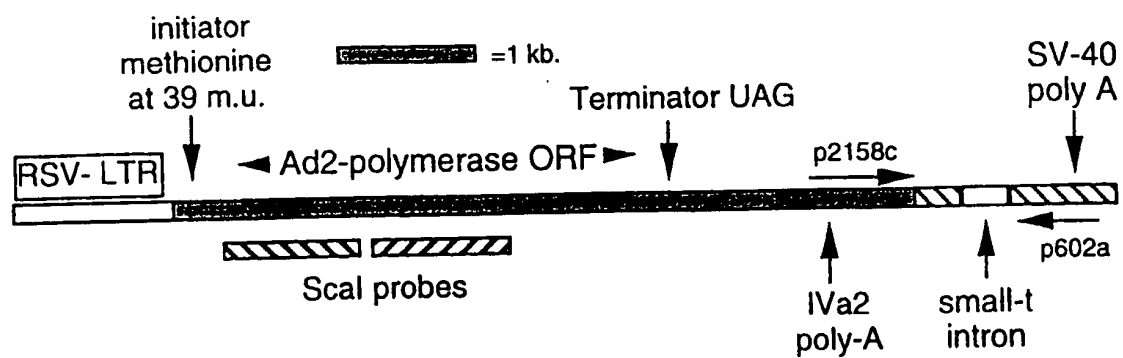 initiator
methionine
at 39 m.u.
=1 kb.
Terminator UAG
SV-40
poly A
RSV- LTR
Ad2-polymerase ORF
p2158c
p602a
ScaI probes
IVa2
poly-A
small-t
intron